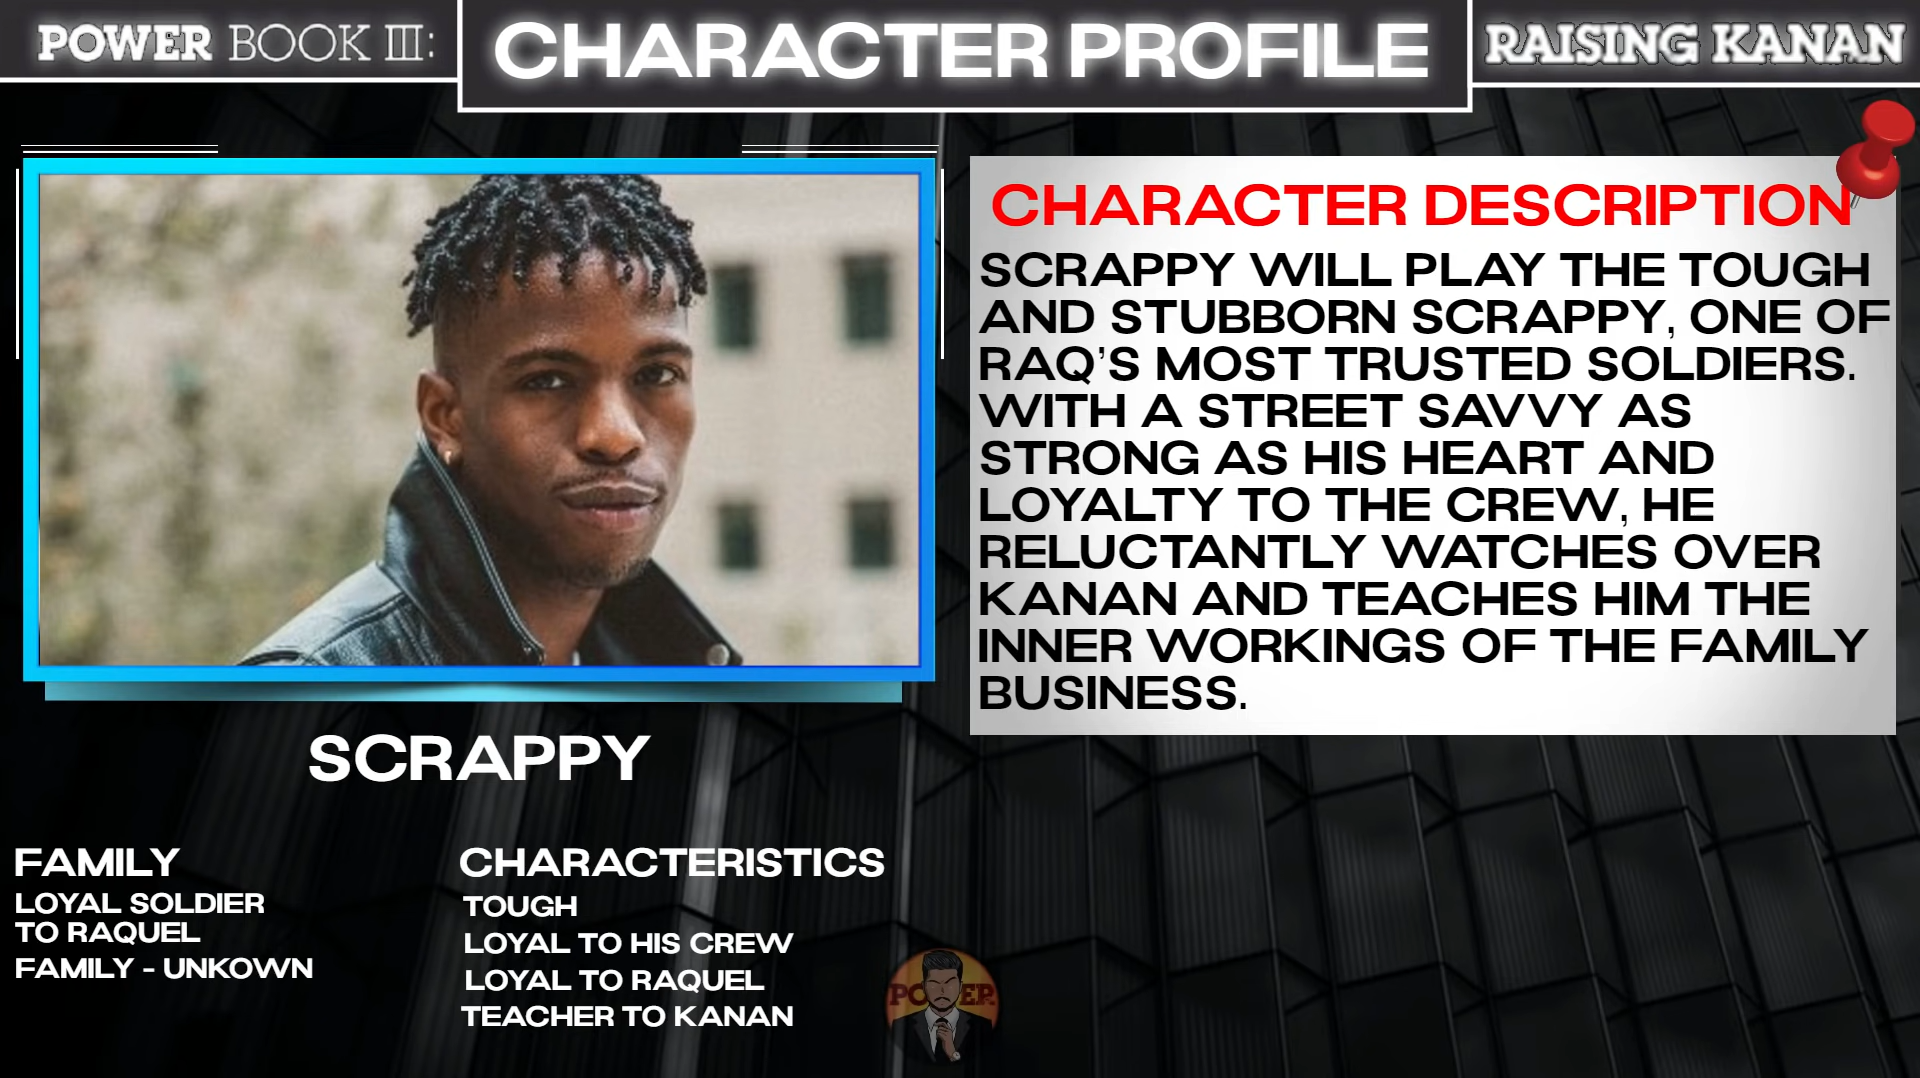 POWER BOOK III:
CHARACTER PROFILE
RAISING KANAN
CHARACTER DESCRIPTION
SCRAPPY WILL PLAY THE TOUGH
AND STUBBORN SCRAPPY, ONE OF
RAQ'S MOST TRUSTED SOLDIERS.
WITH A STREET SAVVY AS
STRONG AS HIS HEART AND
LOYALTY TO THE CREW, HE
RELUCTANTLY WATCHES OVER
KANAN AND TEACHES HIM THE
INNER WORKINGS OF THE FAMILY
BUSINESS.
SCRAPPY
FAMILY
LOYAL SOLDIER
TO RAQUEL
FAMILY - UNKOWN
CHARACTERISTICS
TOUGH
LOYAL TO HIS CREW
LOYAL TO RAQUEL
TEACHER TO KANAN
POWER